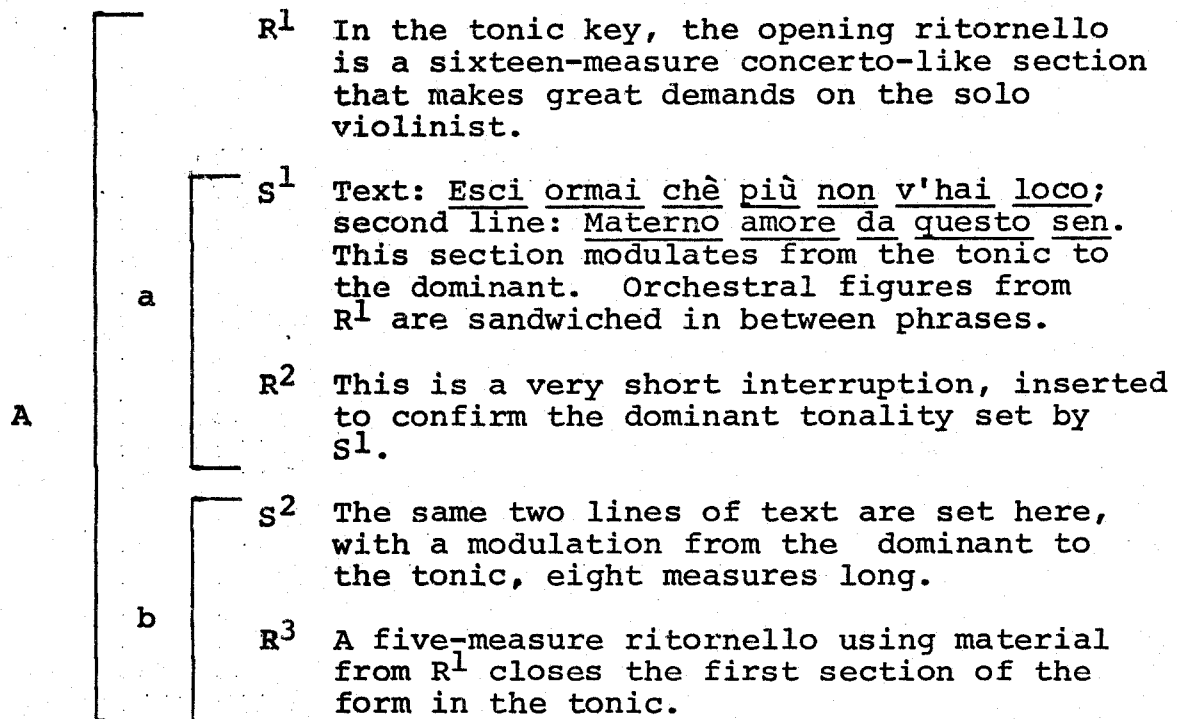 R1 In the tonic key, the opening ritornello
is a sixteen-measure concerto-like section
that makes great demands on the solo
violinist.
S1 Text: Esci ormai chè più non v'hai loco;
second line: Materno amore da questo sen.
This section modulates from the tonic to
a the dominant. Orchestral figures from
R1 are sandwiched in between phrases.
R2 This is a very short interruption, inserted
A to confirm the dominant tonality set by
S1.
S2 The same two lines of text are set here,
with a modulation from the dominant to
the tonic, eight measures long.
b
R3 A five-measure ritornello using material
from R1 closes the first section of the
form in the tonic.